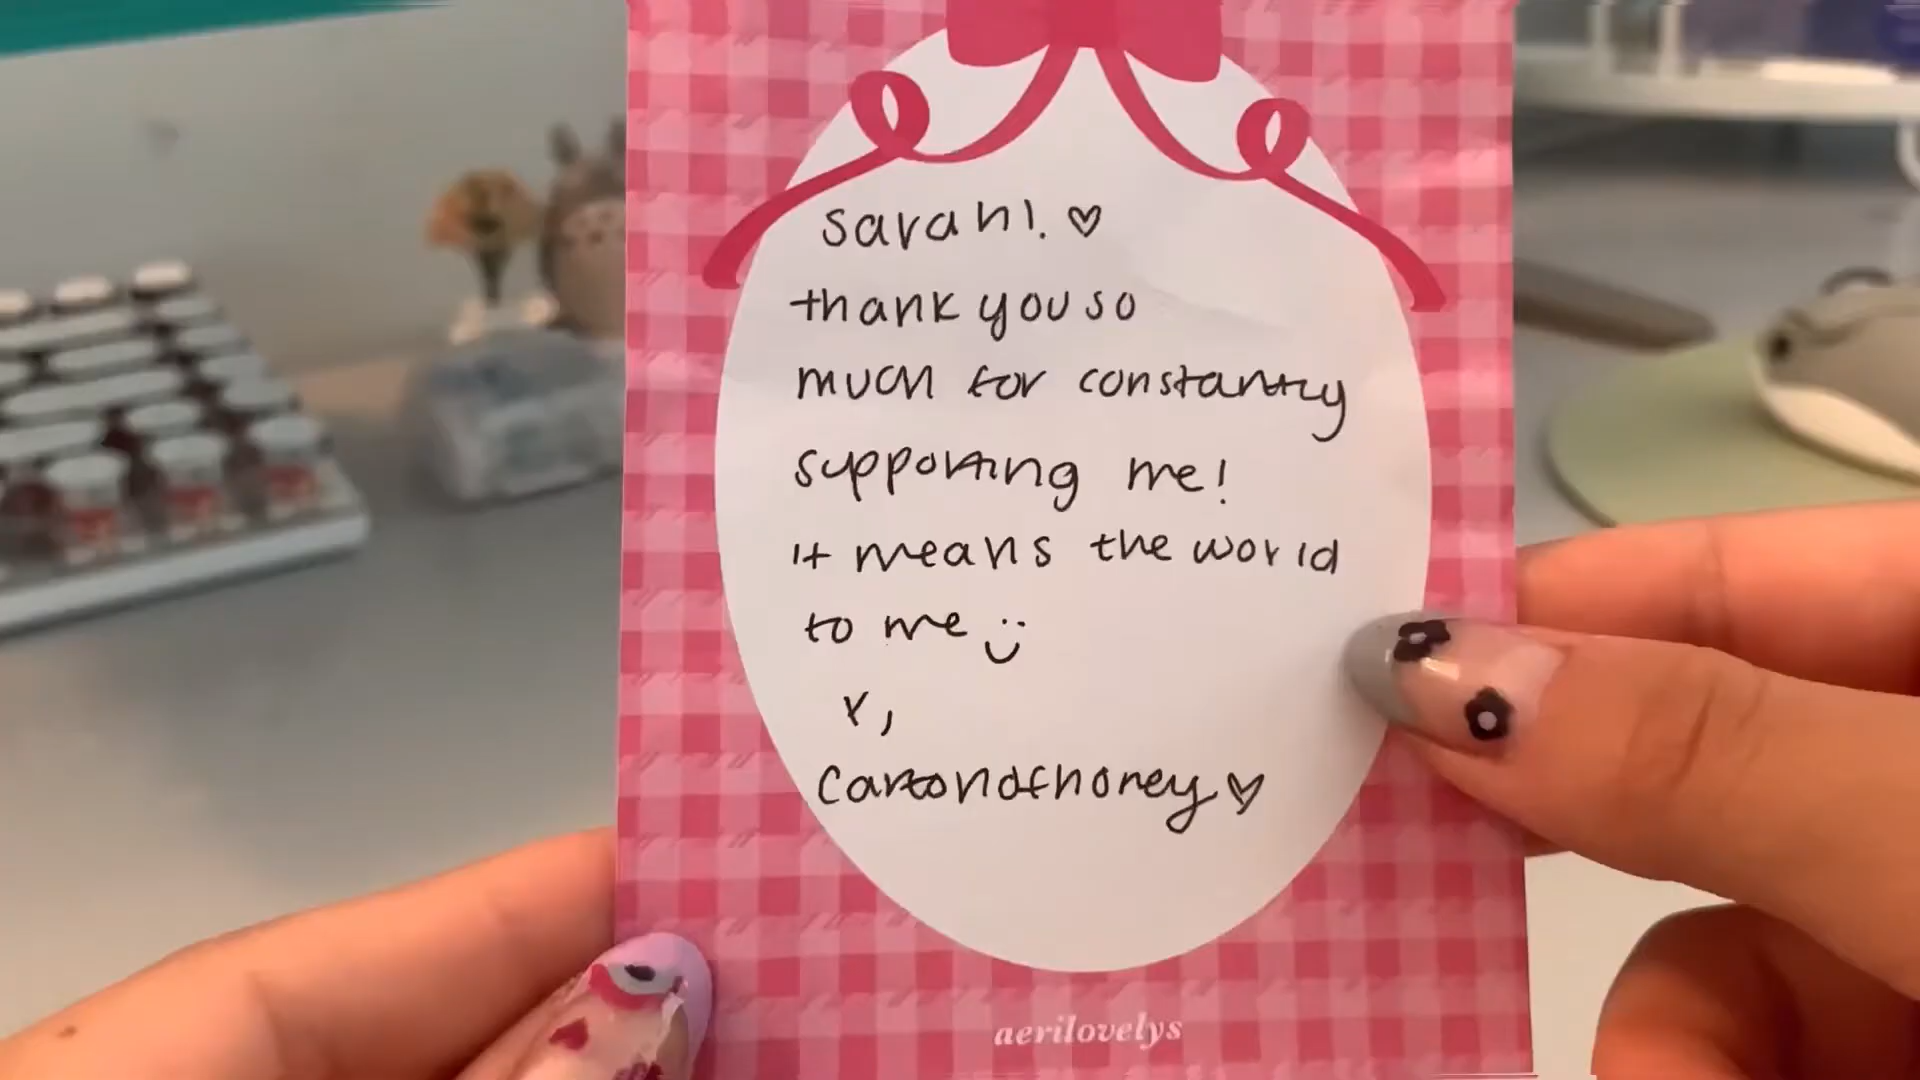 sarah! ♡
thank you so
much for constantly
supporting me!
it means the world
to me :)
x,
cartonofhoney ♡
aerilovelys